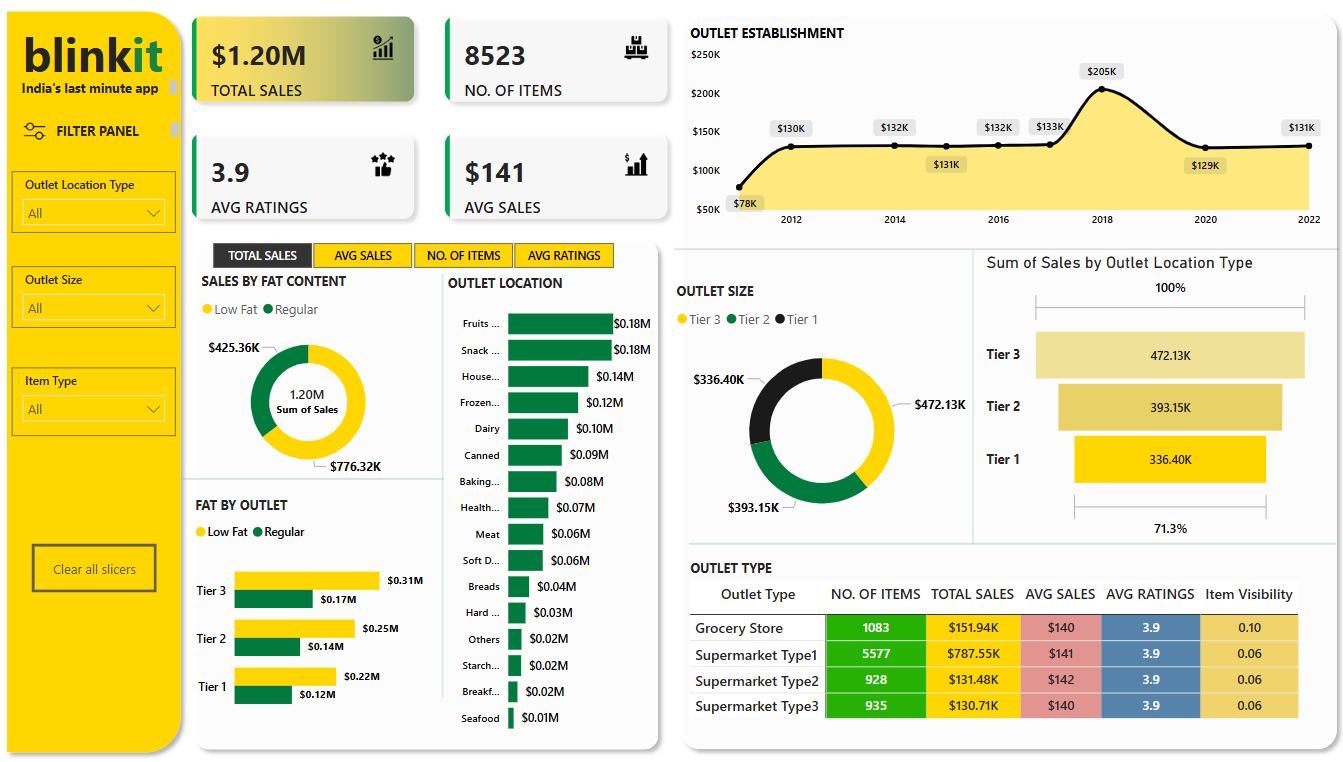 blinkit
India's last minute app
FILTER PANEL
Outlet Location Type
All
Outlet Size
All
Item Type
All
Clear all slicers
$1.20M
TOTAL SALES
8523
NO. OF ITEMS
3.9
AVG RATINGS
$141
AVG SALES
TOTAL SALES
AVG SALES
NO. OF ITEMS
AVG RATINGS
SALES BY FAT CONTENT
Low Fat Regular
$425.36K
1.20M
Sum of Sales
$776.32K
FAT BY OUTLET
Low Fat Regular
Tier 3 $0.31M
$0.17M
Tier 2 $0.25M
$0.14M
Tier 1 $0.22M
$0.12M
OUTLET LOCATION
Fruits ... $0.18M
Snack ... $0.18M
House... $0.14M
Frozen... $0.12M
Dairy $0.10M
Canned $0.09M
Baking... $0.08M
Health... $0.07M
Meat $0.06M
Soft D... $0.06M
Breads $0.04M
Hard ... $0.03M
Others $0.02M
Starch... $0.02M
Breakf... $0.02M
Seafood $0.01M
OUTLET ESTABLISHMENT
$250K
$200K
$150K
$100K
$50K
$78K
$130K
$132K
$131K
$132K
$133K
$205K
$129K
$131K
2012 2014 2016 2018 2020 2022
OUTLET SIZE
Tier 3 Tier 2 Tier 1
$336.40K
$472.13K
$393.15K
Sum of Sales by Outlet Location Type
100%
Tier 3 472.13K
Tier 2 393.15K
Tier 1 336.40K
71.3%
OUTLET TYPE
Outlet Type NO. OF ITEMS TOTAL SALES AVG SALES AVG RATINGS Item Visibility
Grocery Store 1083 $151.94K $140 3.9 0.10
Supermarket Type1 5577 $787.55K $141 3.9 0.06
Supermarket Type2 928 $131.48K $142 3.9 0.06
Supermarket Type3 935 $130.71K $140 3.9 0.06